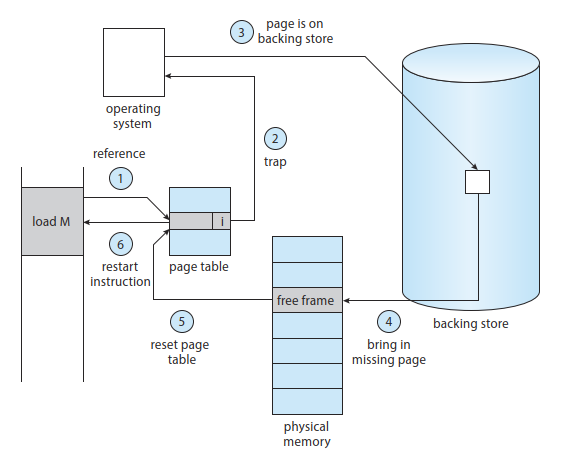 3
page is on
backing store
operating
system
2
trap
reference
1
load M
i
6
restart
instruction
page table
free frame
5
reset page
table
4
bring in
missing page
backing store
physical
memory